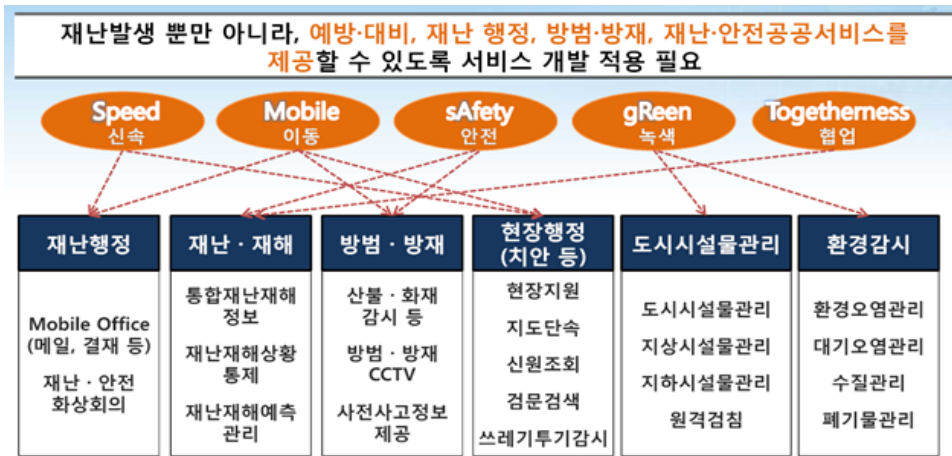 재난발생 뿐만 아니라, 예방·대비, 재난 행정, 방범·방재, 재난·안전공공서비스를
제공할 수 있도록 서비스 개발 적용 필요
Speed
신속
Mobile
이동
sAfety
안전
gReen
녹색
Togetherness
협업
재난행정
Mobile Office
(메일, 결재 등)
재난 · 안전
화상회의
재난 · 재해
통합재난재해
정보
재난재해상황
통제
재난재해예측
관리
방범 · 방재
산불 · 화재
감시 등
방범 · 방재
CCTV
사전사고정보
제공
현장행정
(치안 등)
현장지원
지도단속
신원조회
검문검색
쓰레기투기감시
도시시설물관리
도시시설물관리
지상시설물관리
지하시설물관리
원격검침
환경감시
환경오염관리
대기오염관리
수질관리
폐기물관리